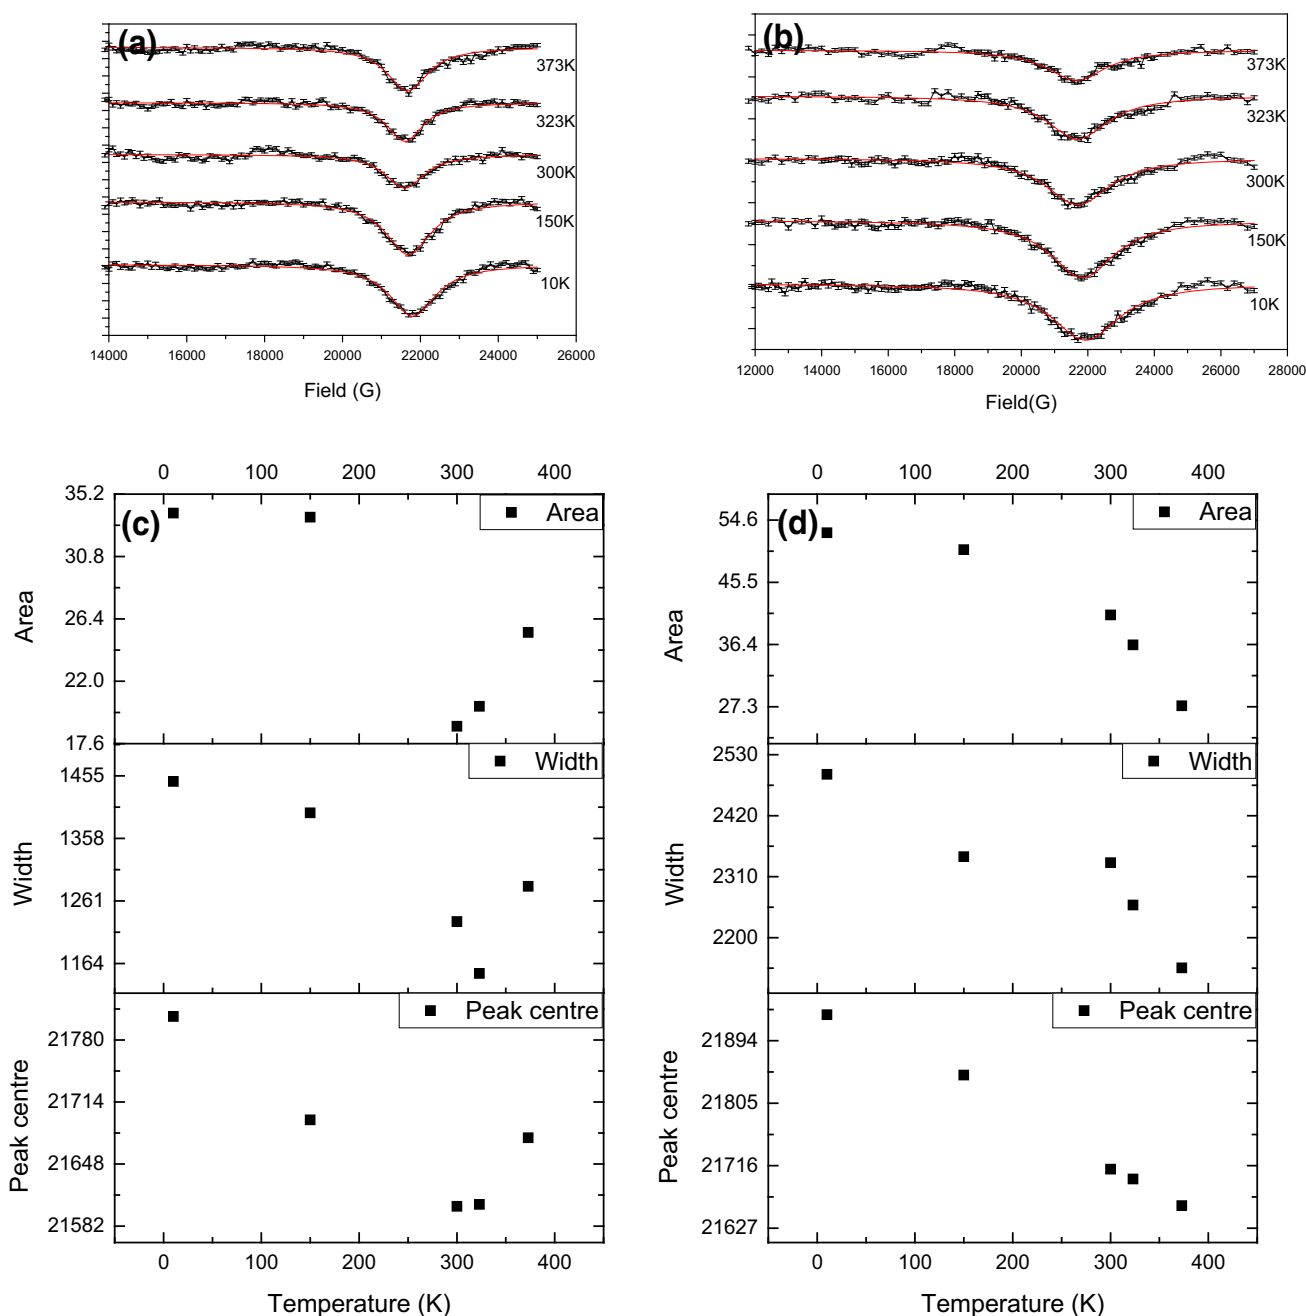 (a)
373K
323K
300K
150K
10K
14000 16000 18000 20000 22000 24000 26000
Field (G)
(b)
373K
323K
300K
150K
10K
12000 14000 16000 18000 20000 22000 24000 26000 28000
Field(G)
0 100 200 300 400
(c)
Area
35.2
30.8
26.4
22.0
17.6
Area
Width
1455
1358
1261
1164
Width
Peak centre
21780
21714
21648
21582
Peak centre
0 100 200 300 400
Temperature (K)
0 100 200 300 400
(d)
Area
54.6
45.5
36.4
27.3
Area
Width
2530
2420
2310
2200
Width
Peak centre
21894
21805
21716
21627
Peak centre
0 100 200 300 400
Temperature (K)